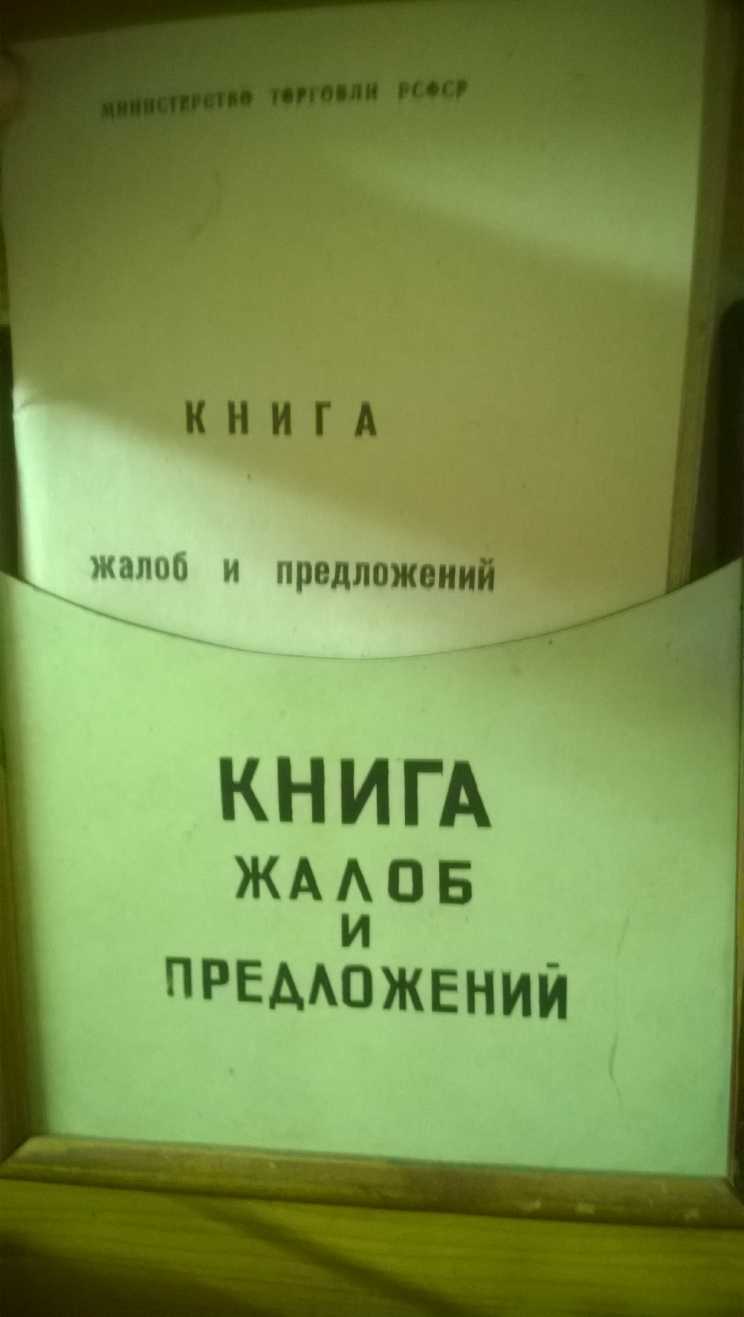 МИНИСТЕРСТВО ТОРГОВЛИ РСФСР
КНИГА
жалоб и предложений
КНИГА
ЖАЛОБ
И
ПРЕДЛОЖЕНИЙ